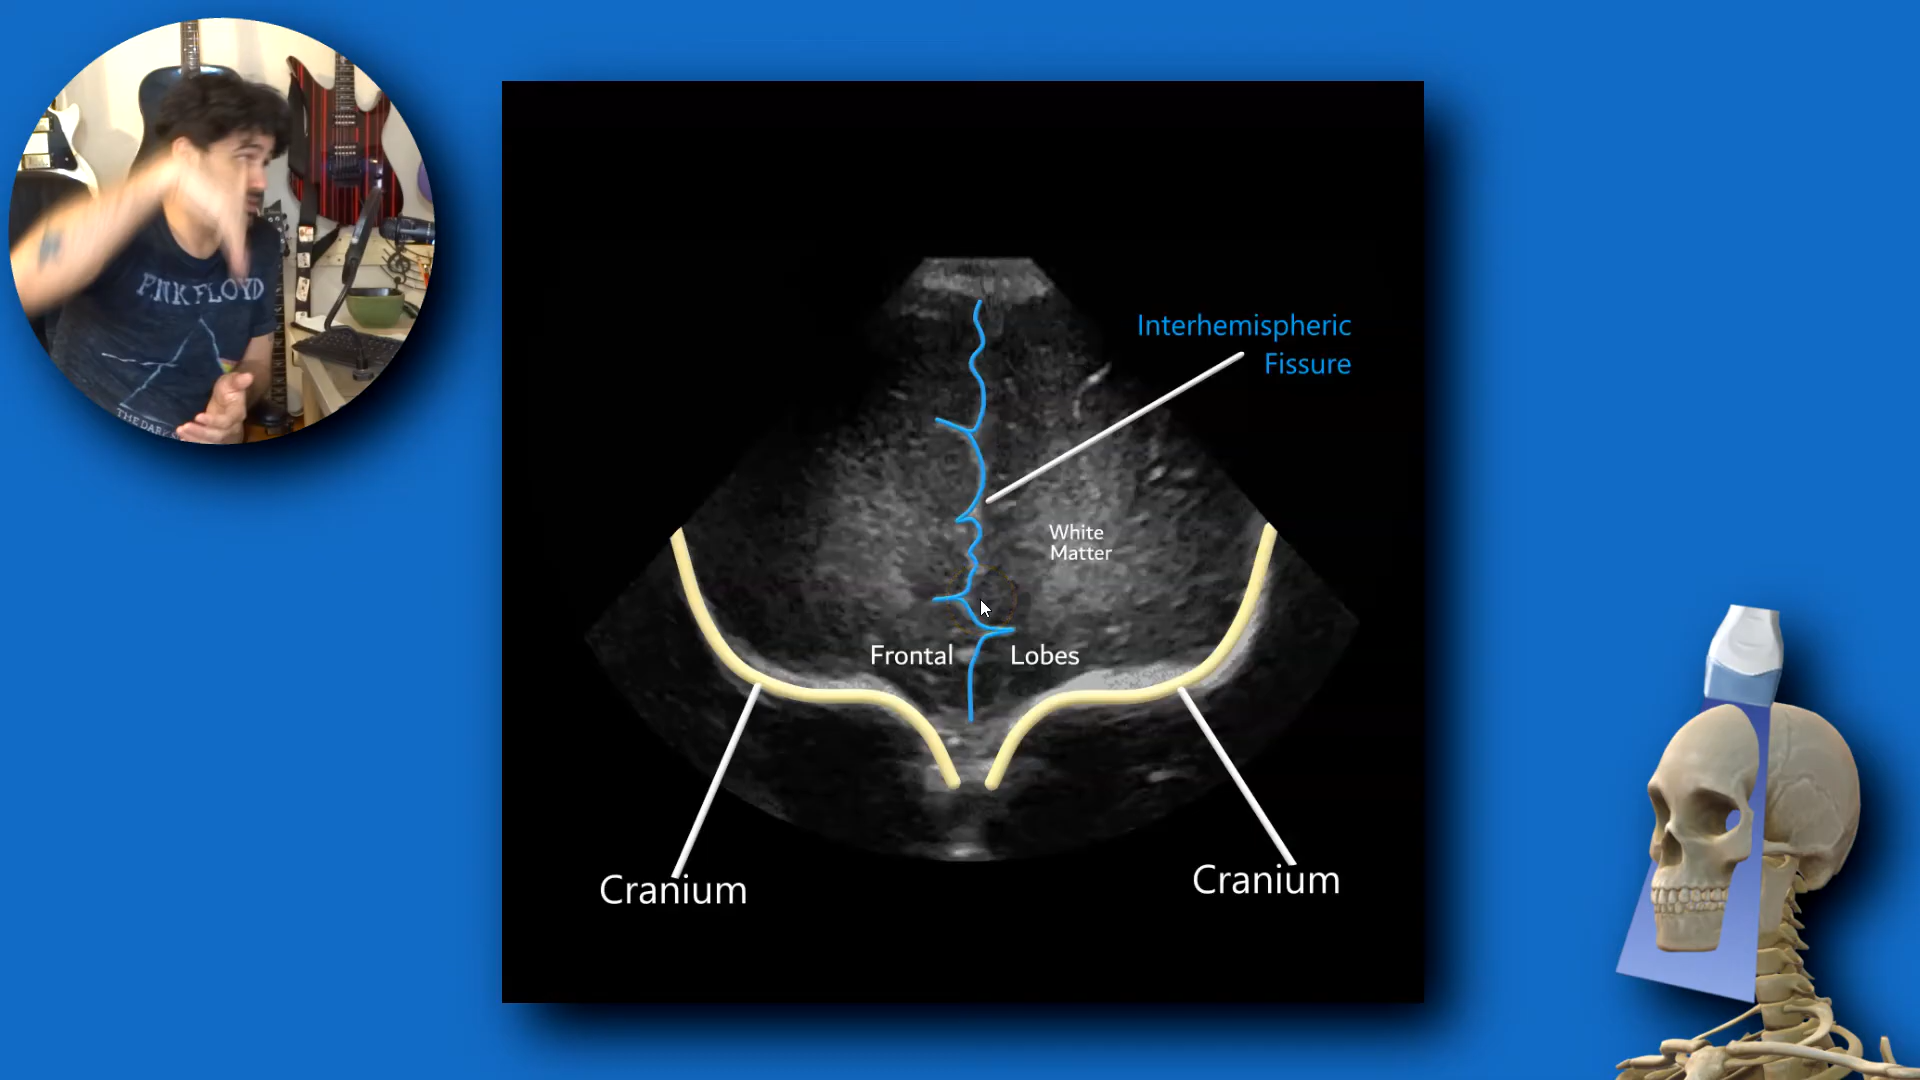 PINK FLOYD
THE DARK
Interhemispheric
Fissure
White
Matter
Frontal Lobes
Cranium
Cranium